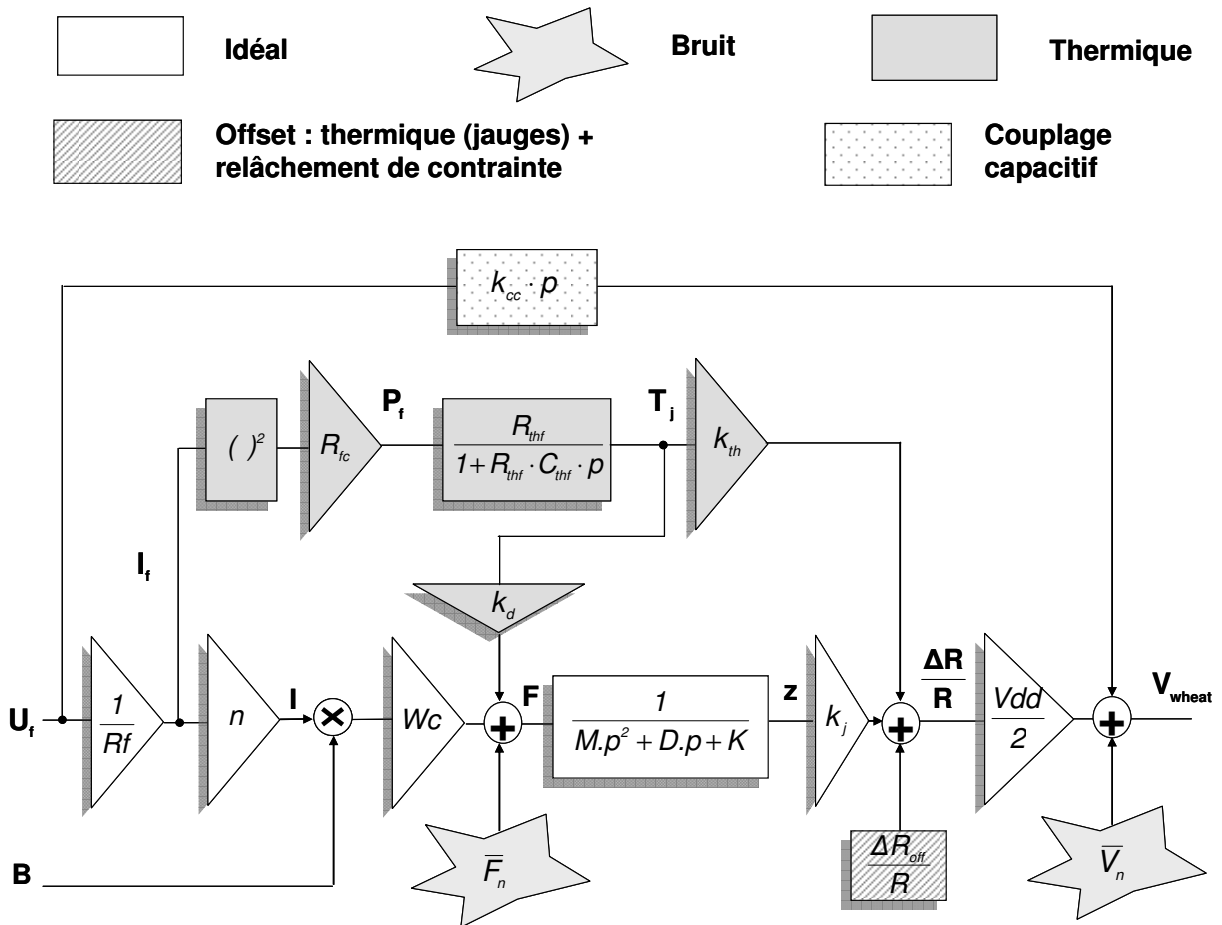 Idéal
Bruit
Thermique
Offset : thermique (jauges) +
relâchement de contrainte
Couplage
capacitif
k_cc · p
P_f
T_j
( )²
R_fc
R_thf
1+ R_thf · C_thf · p
k_th
I_f
k_d
U_f
1
Rf
n
I
×
Wc
+
F
1
M.p² + D.p + K
z
k_j
+
ΔR
R
Vdd
2
+
V_wheat
B
F̅_n
ΔR_off
R
V̅_n